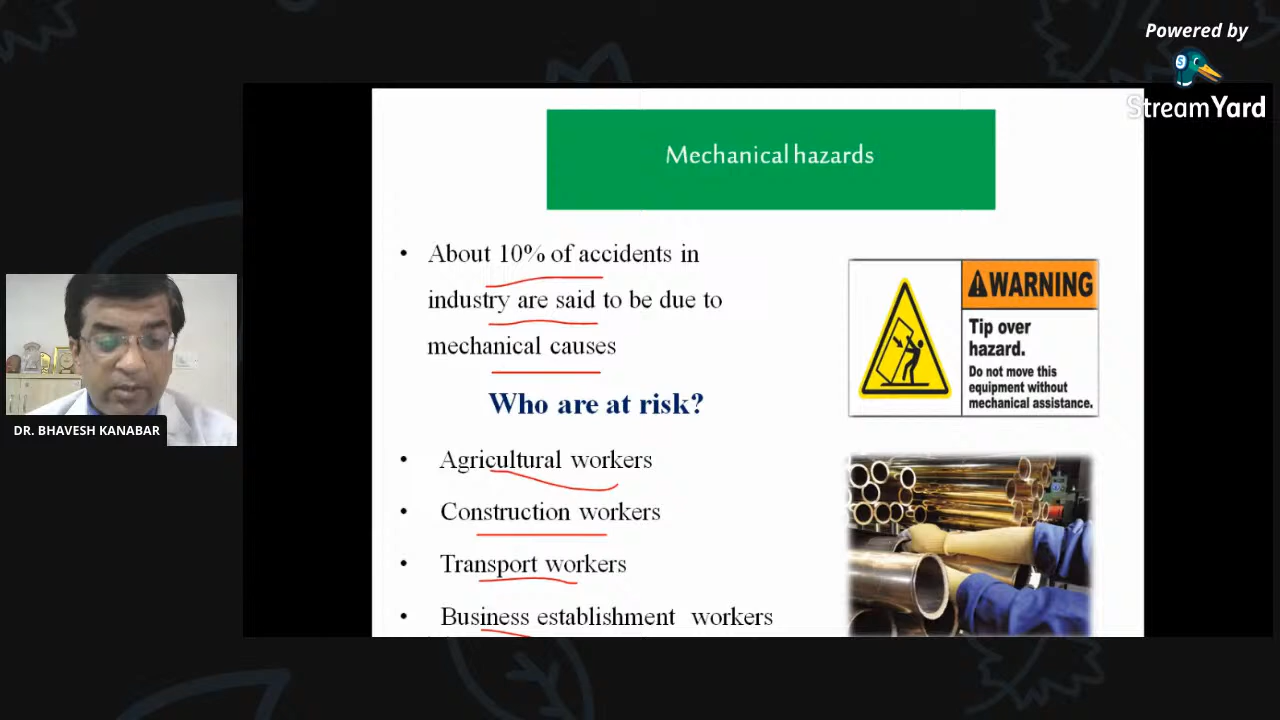 Powered by
StreamYard
Mechanical hazards
• About 10% of accidents in
industry are said to be due to
mechanical causes
Who are at risk?
• Agricultural workers
• Construction workers
• Transport workers
• Business establishment workers
WARNING
Tip over
hazard.
Do not move this
equipment without
mechanical assistance.
DR. BHAVESH KANABAR